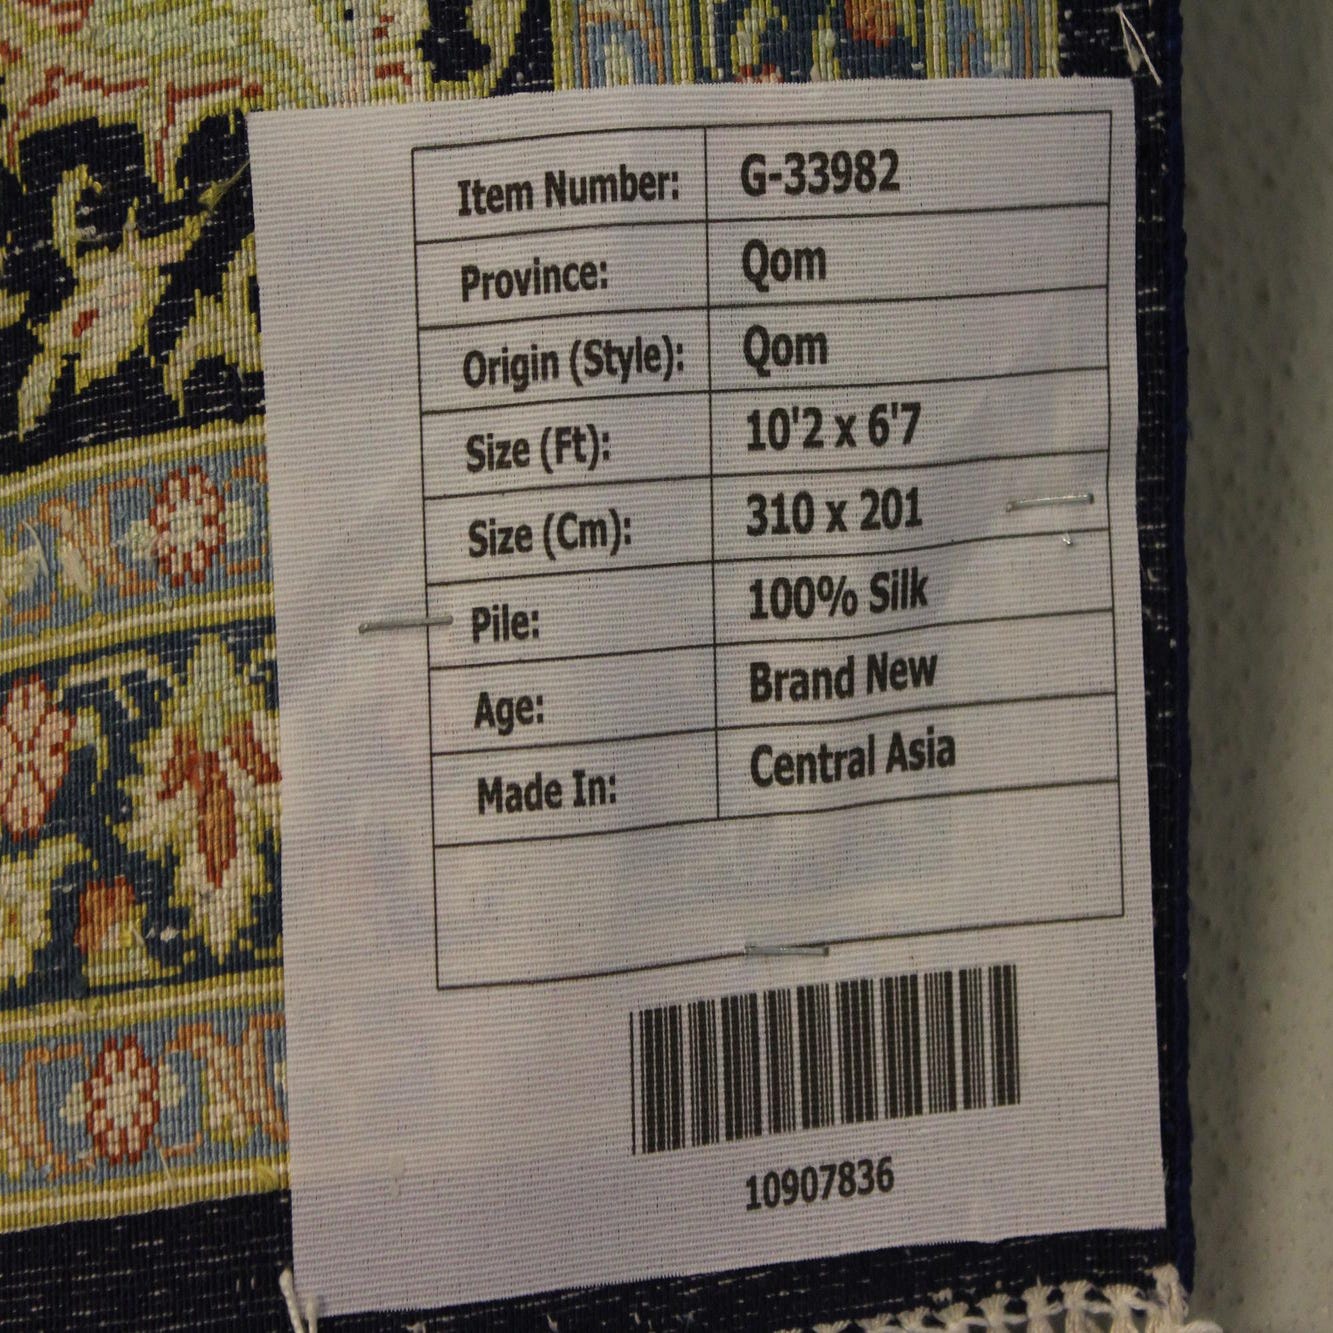 Item Number: G-33982
Province: Qom
Origin (Style): Qom
Size (Ft): 10'2 x 6'7
Size (Cm): 310 x 201
Pile: 100% Silk
Age: Brand New
Made In: Central Asia
10907836